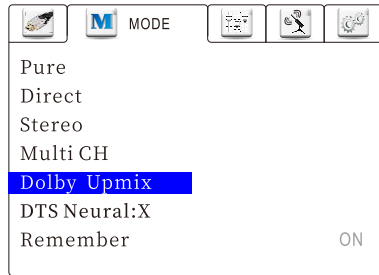 M MODE
Pure
Direct
Stereo
Multi CH
Dolby Upmix
DTS Neural:X
Remember ON